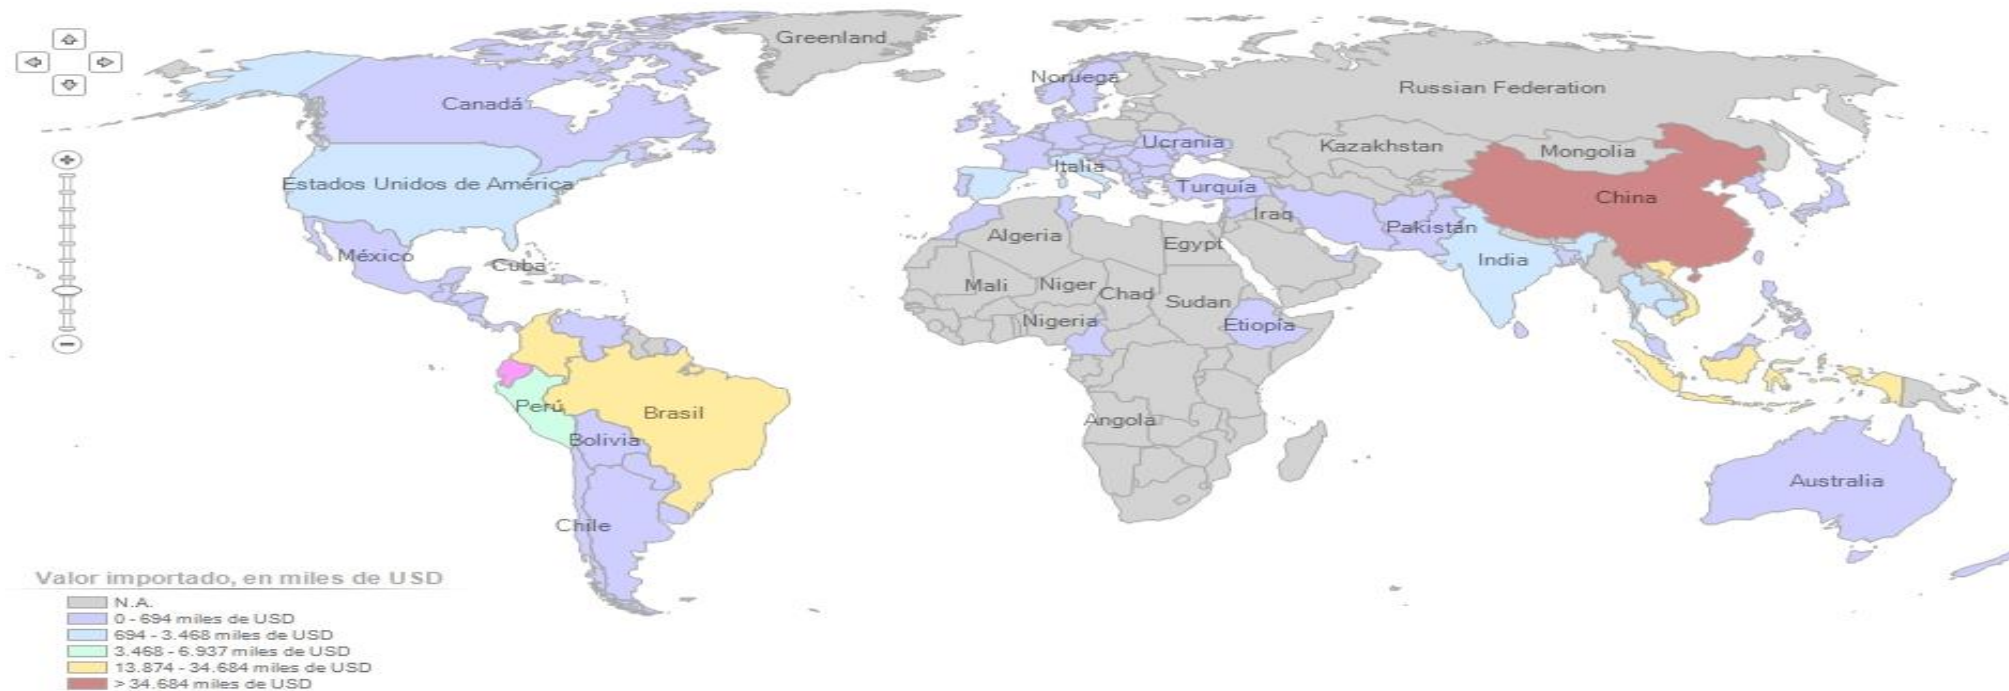 Greenland
Noruega
Russian Federation
Canadá
Ucrania
Kazakhstan
Mongolia
Italia
Estados Unidos de América
Turquía
China
Iraq
Pakistán
Algeria
Egypt
México
Cuba
India
Mali
Niger
Chad
Sudan
Nigeria
Etiopía
Perú
Brasil
Angola
Bolivia
Australia
Chile
Valor importado, en miles de USD
N.A.
0 - 694 miles de USD
694 - 3.468 miles de USD
3.468 - 6.937 miles de USD
13.874 - 34.684 miles de USD
> 34.684 miles de USD